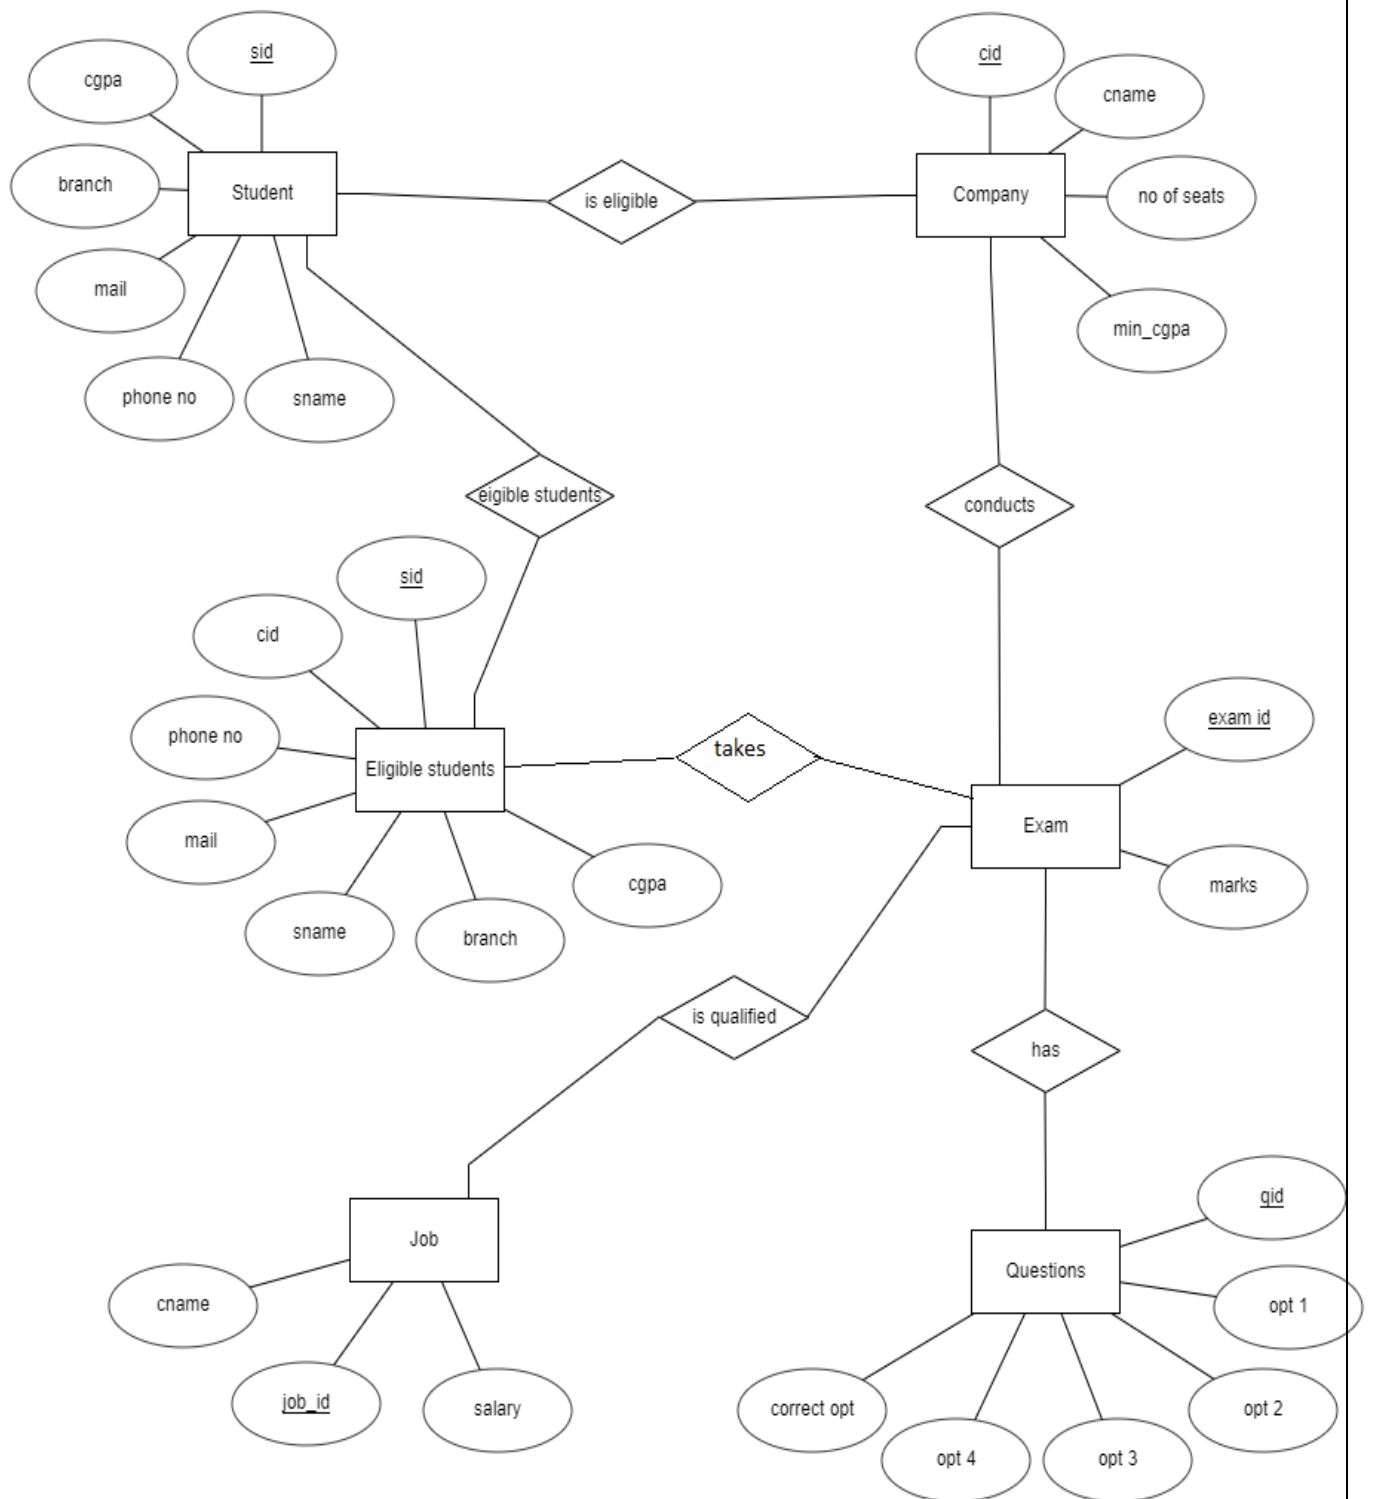 sid
cgpa
branch
Student
mail
phone no
sname
is eligible
cid
cname
Company
no of seats
min_cgpa
eigible students
conducts
sid
cid
phone no
Eligible students
mail
sname
branch
cgpa
takes
exam id
Exam
marks
is qualified
has
Job
cname
job_id
salary
qid
Questions
opt 1
correct opt
opt 2
opt 4
opt 3